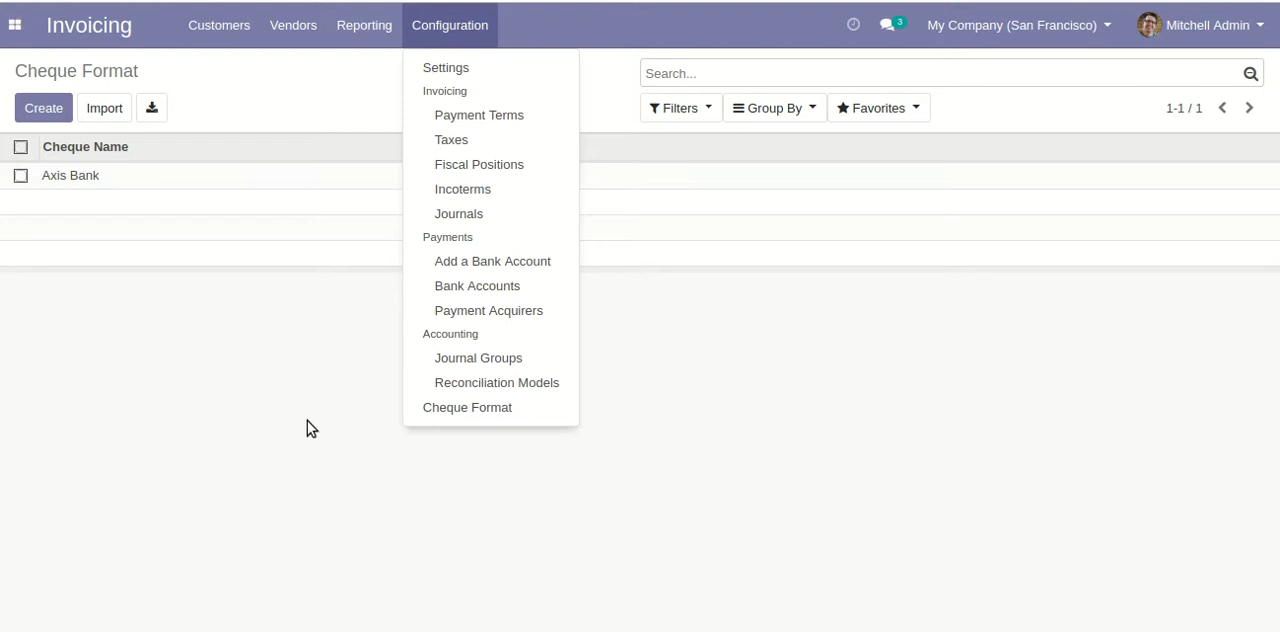 Invoicing Customers Vendors Reporting Configuration 3 My Company (San Francisco) Mitchell Admin
Cheque Format
Search...
Create Import
Filters Group By Favorites 1-1 / 1
Cheque Name
Axis Bank
Settings
Invoicing
Payment Terms
Taxes
Fiscal Positions
Incoterms
Journals
Payments
Add a Bank Account
Bank Accounts
Payment Acquirers
Accounting
Journal Groups
Reconciliation Models
Cheque Format